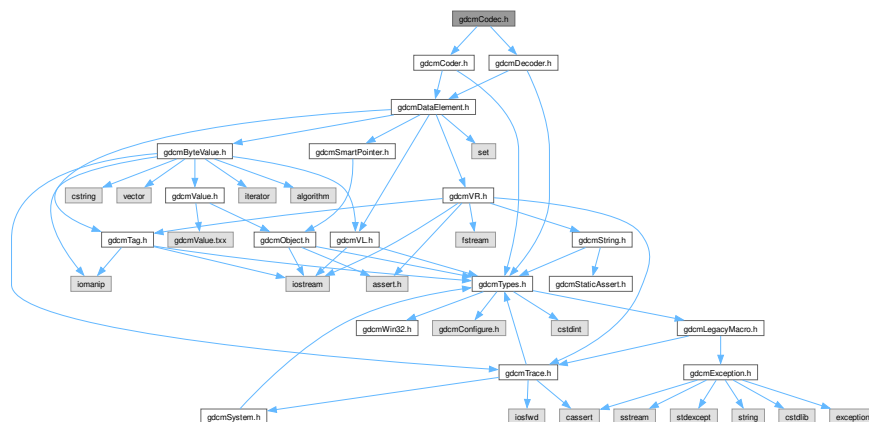 gdcmCodec.h
gdcmCoder.h
gdcmDecoder.h
gdcmDataElement.h
gdcmByteValue.h
gdcmSmartPointer.h
set
cstring
vector
gdcmValue.h
iterator
algorithm
gdcmVR.h
gdcmTag.h
gdcmValue.txx
gdcmObject.h
gdcmVL.h
fstream
gdcmString.h
iomanip
iostream
assert.h
gdcmTypes.h
gdcmStaticAssert.h
gdcmWin32.h
gdcmConfigure.h
cstdint
gdcmLegacyMacro.h
gdcmTrace.h
gdcmException.h
gdcmSystem.h
iosfwd
cassert
sstream
stdexcept
string
cstdlib
exception